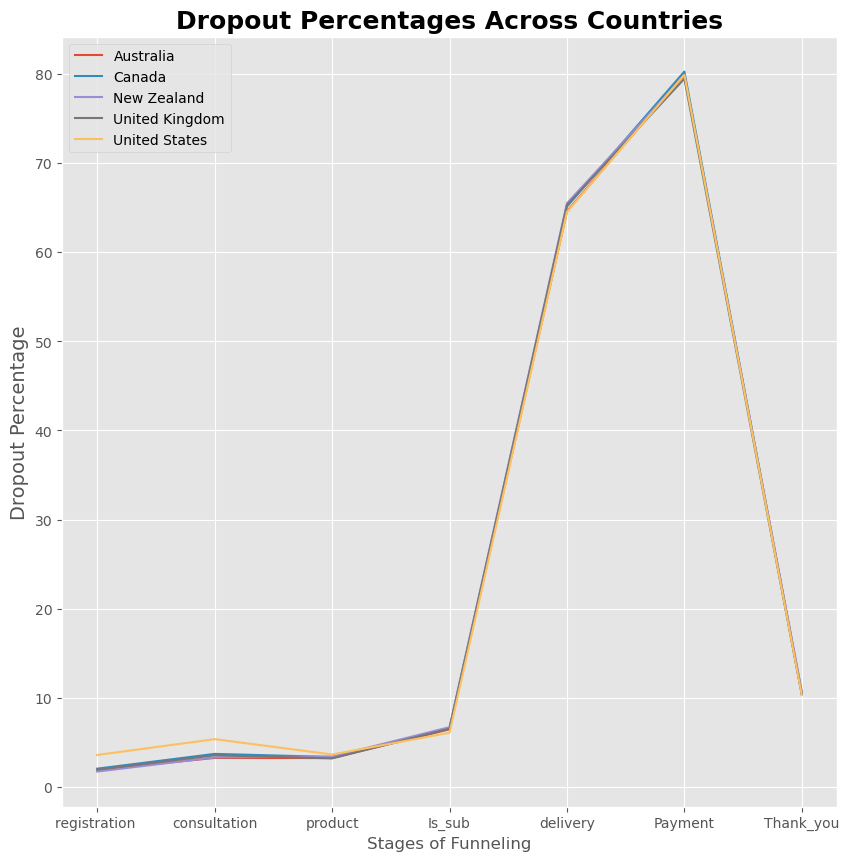 Dropout Percentages Across Countries
Australia
Canada
New Zealand
United Kingdom
United States
80
70
60
50
40
30
20
10
0
Dropout Percentage
registration
consultation
product
Is_sub
delivery
Payment
Thank_you
Stages of Funneling